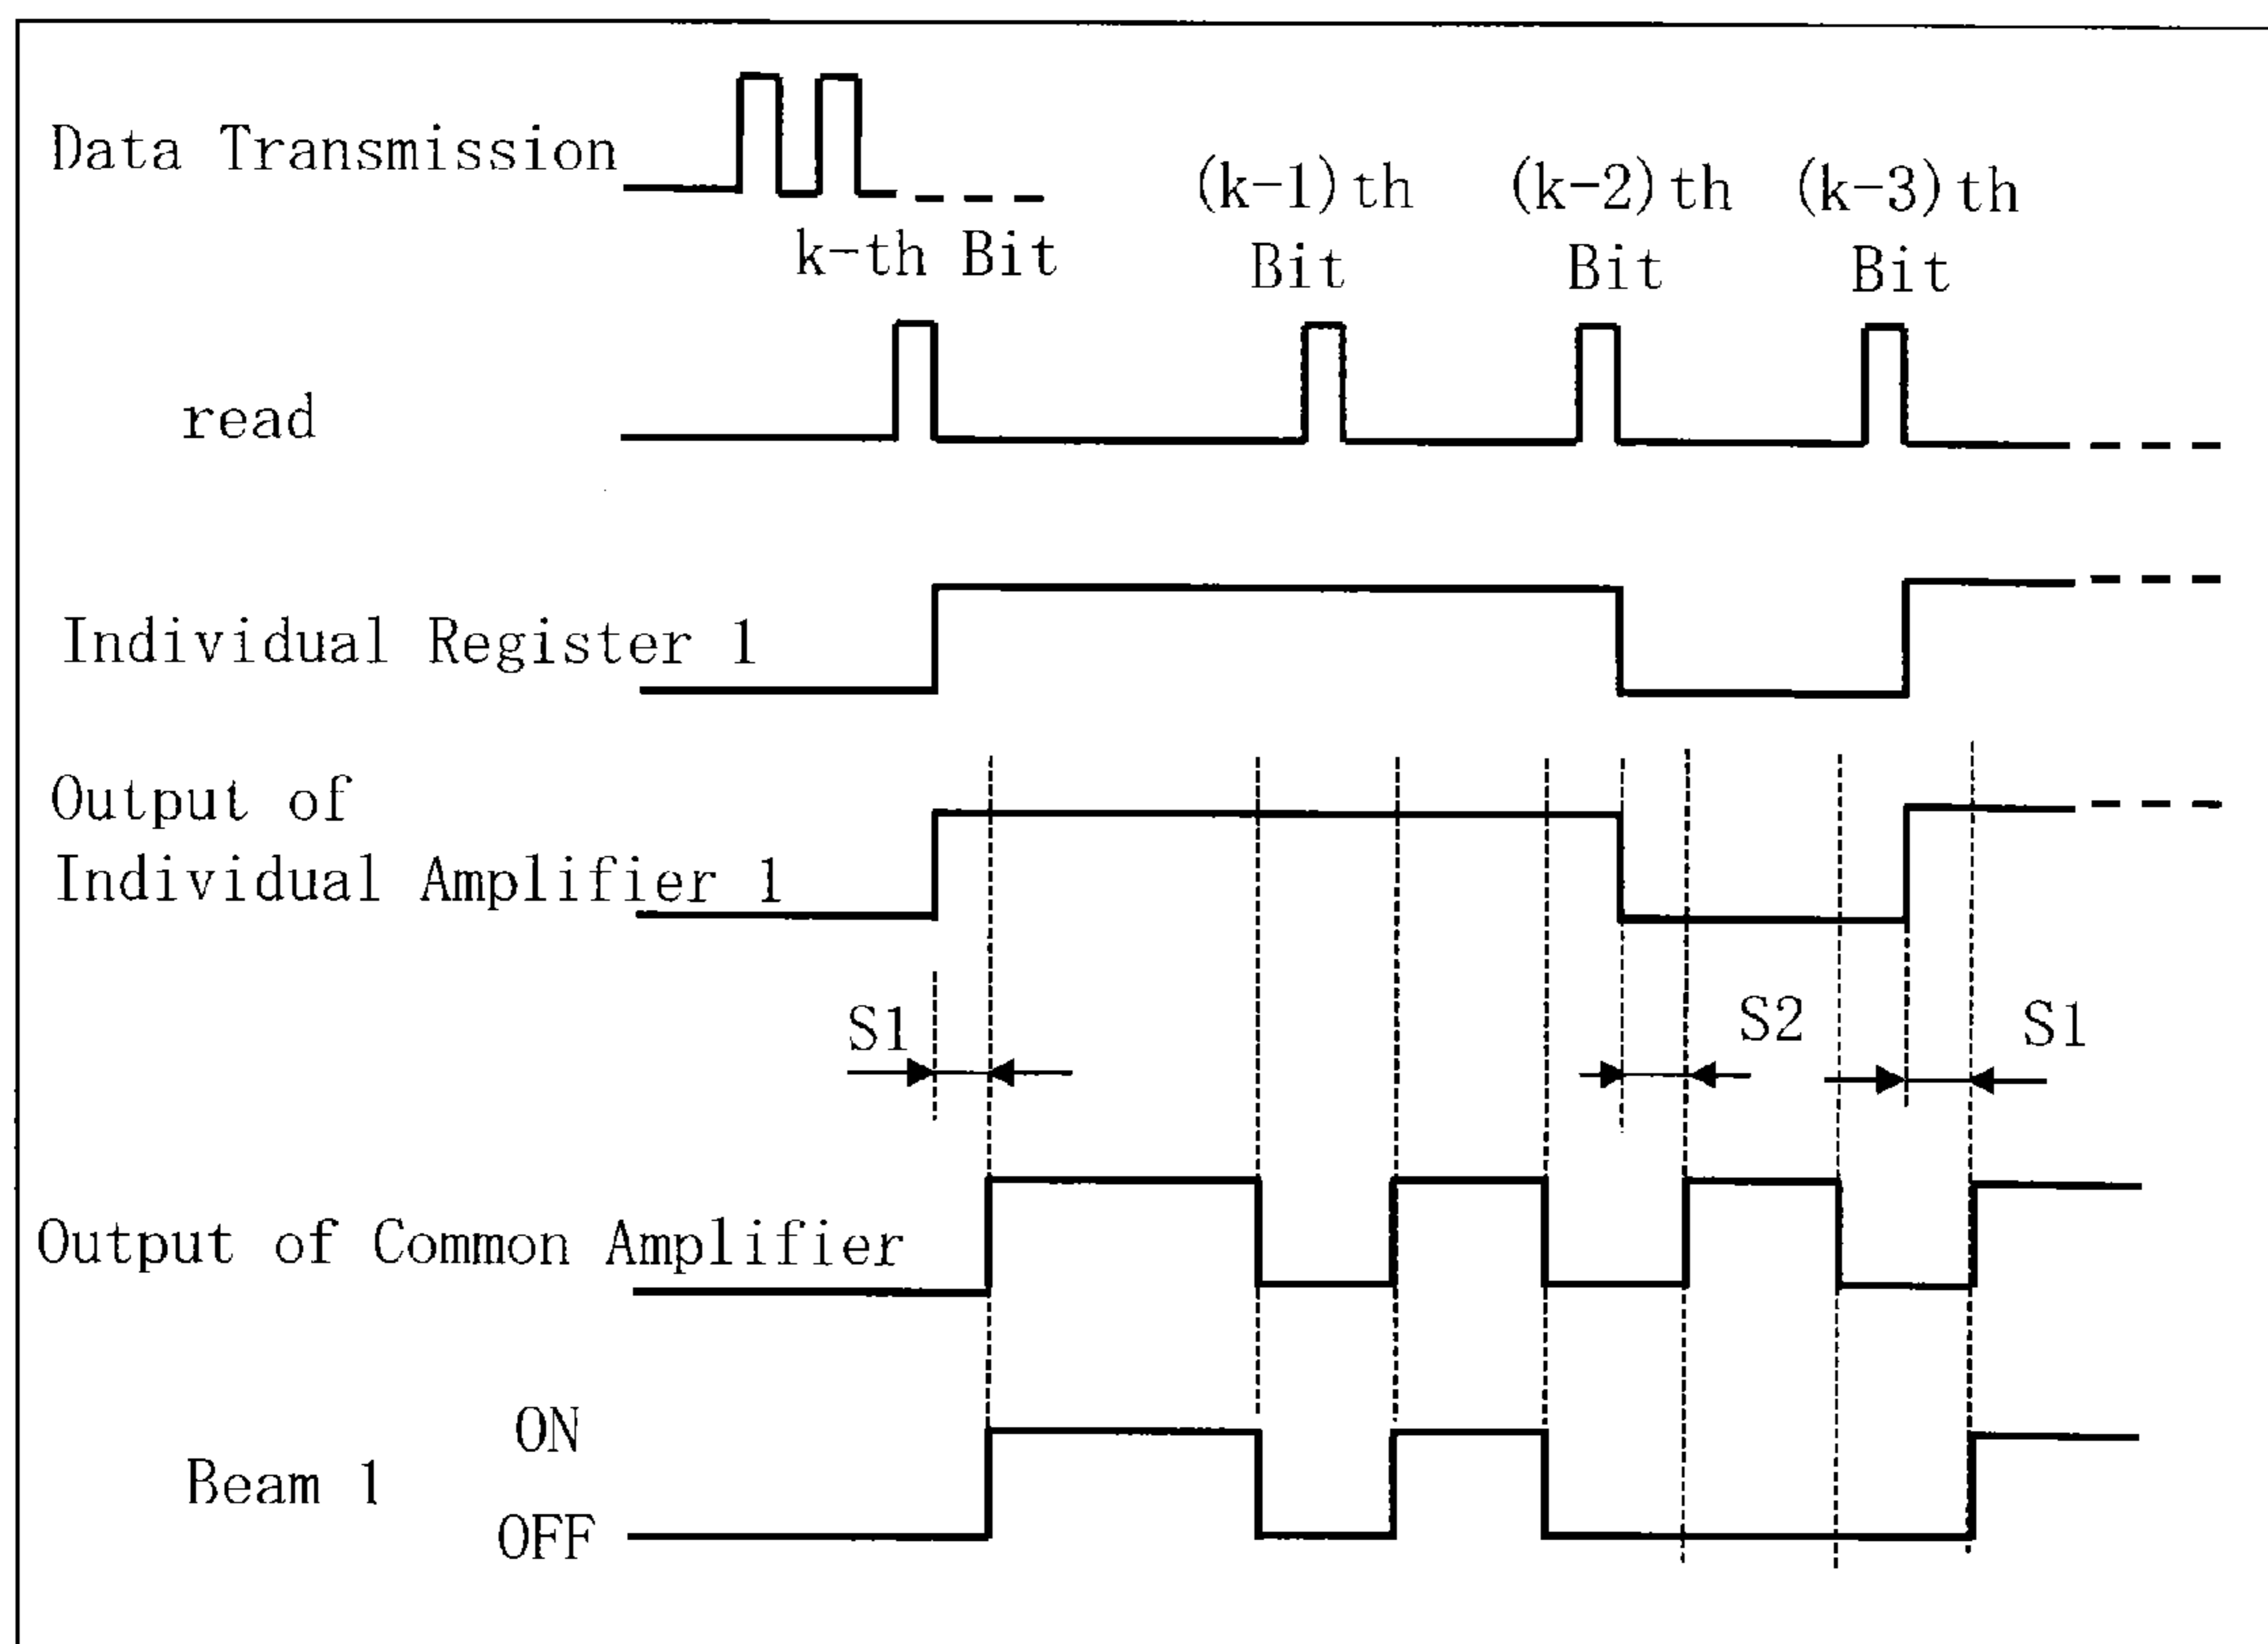 Data Transmission
k-th Bit
(k-1)th
Bit
(k-2)th
Bit
(k-3)th
Bit
read
Individual Register 1
Output of
Individual Amplifier 1
S1
S2
S1
Output of Common Amplifier
ON
Beam 1
OFF